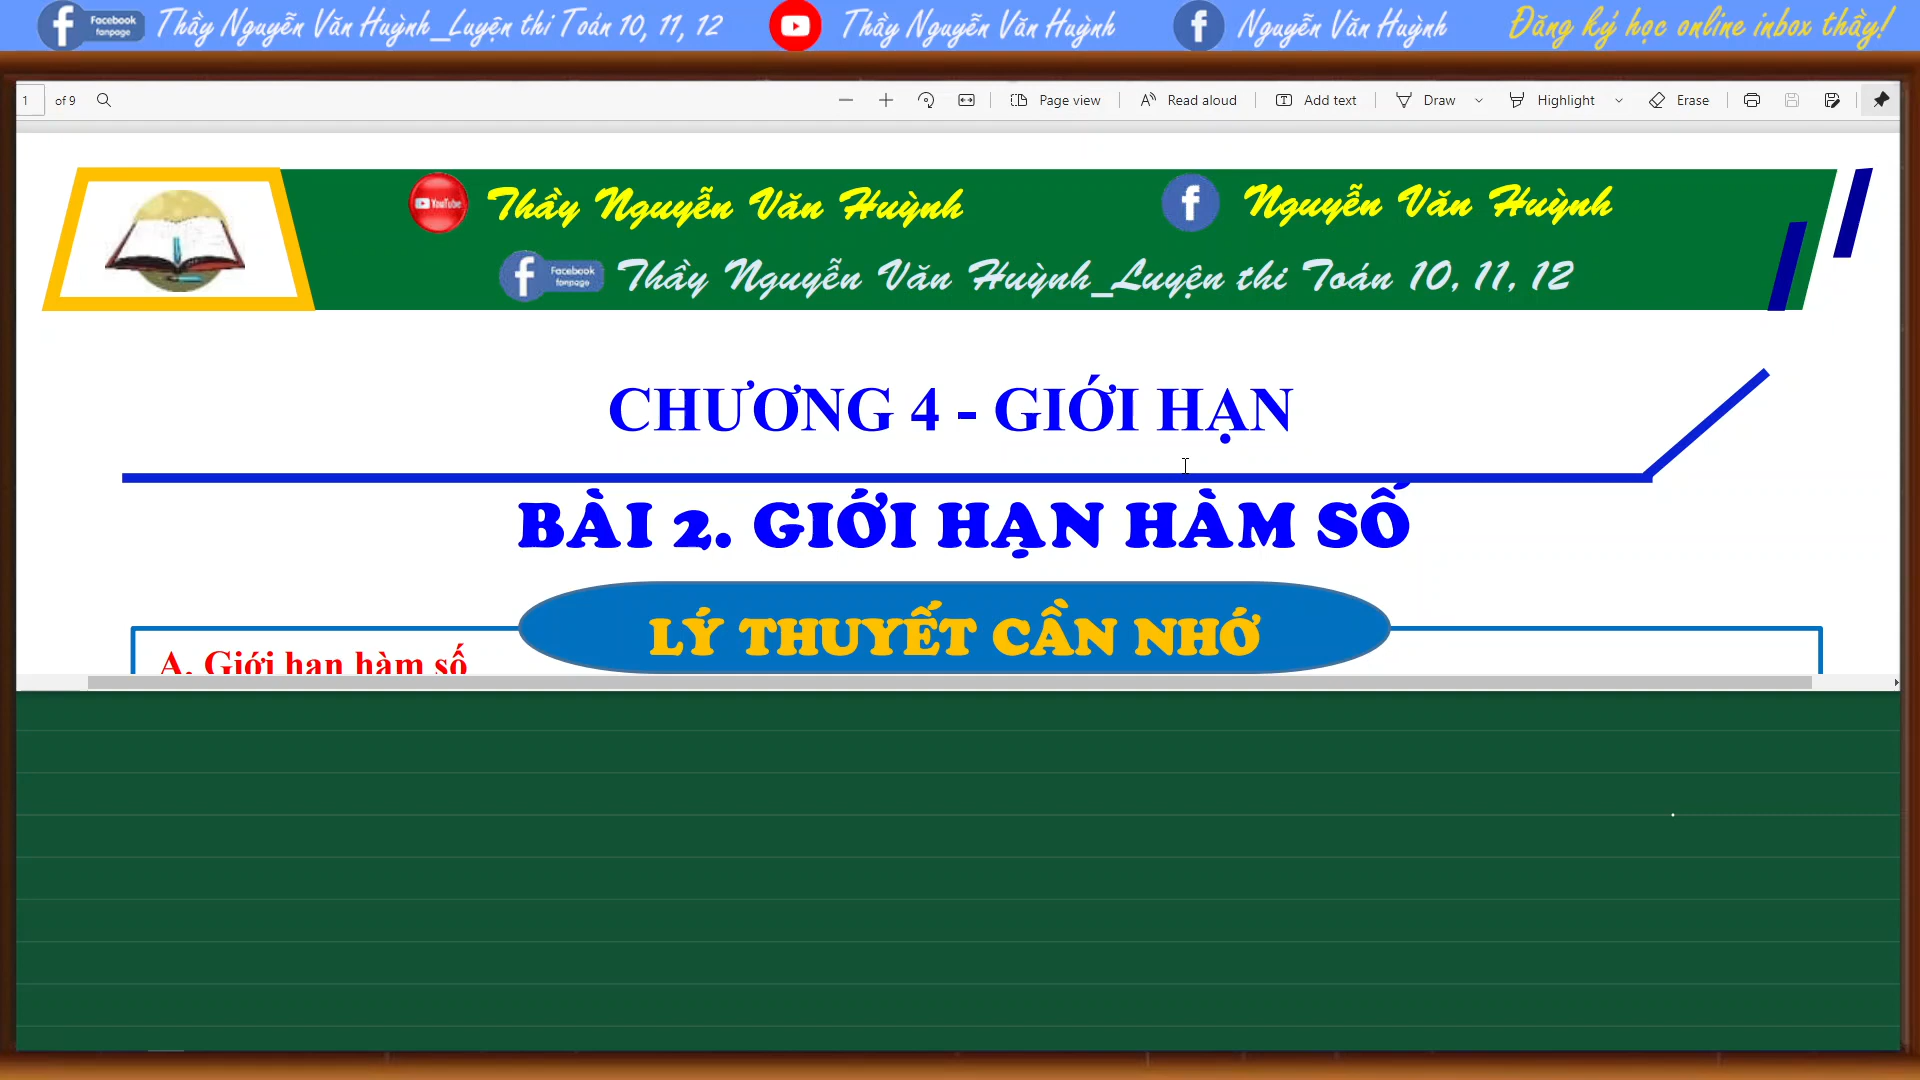 Facebook fanpage Thầy Nguyễn Văn Huỳnh_Luyện thi Toán 10, 11, 12 Thầy Nguyễn Văn Huỳnh Nguyễn Văn Huỳnh Đăng ký học online inbox thầy!
1 of 9 Page view Read aloud Add text Draw Highlight Erase
YouTube Thầy Nguyễn Văn Huỳnh Nguyễn Văn Huỳnh
Facebook fanpage Thầy Nguyễn Văn Huỳnh_Luyện thi Toán 10, 11, 12
CHƯƠNG 4 - GIỚI HẠN
BÀI 2. GIỚI HẠN HÀM SỐ
LÝ THUYẾT CẦN NHỚ
A. Giới hạn hàm số